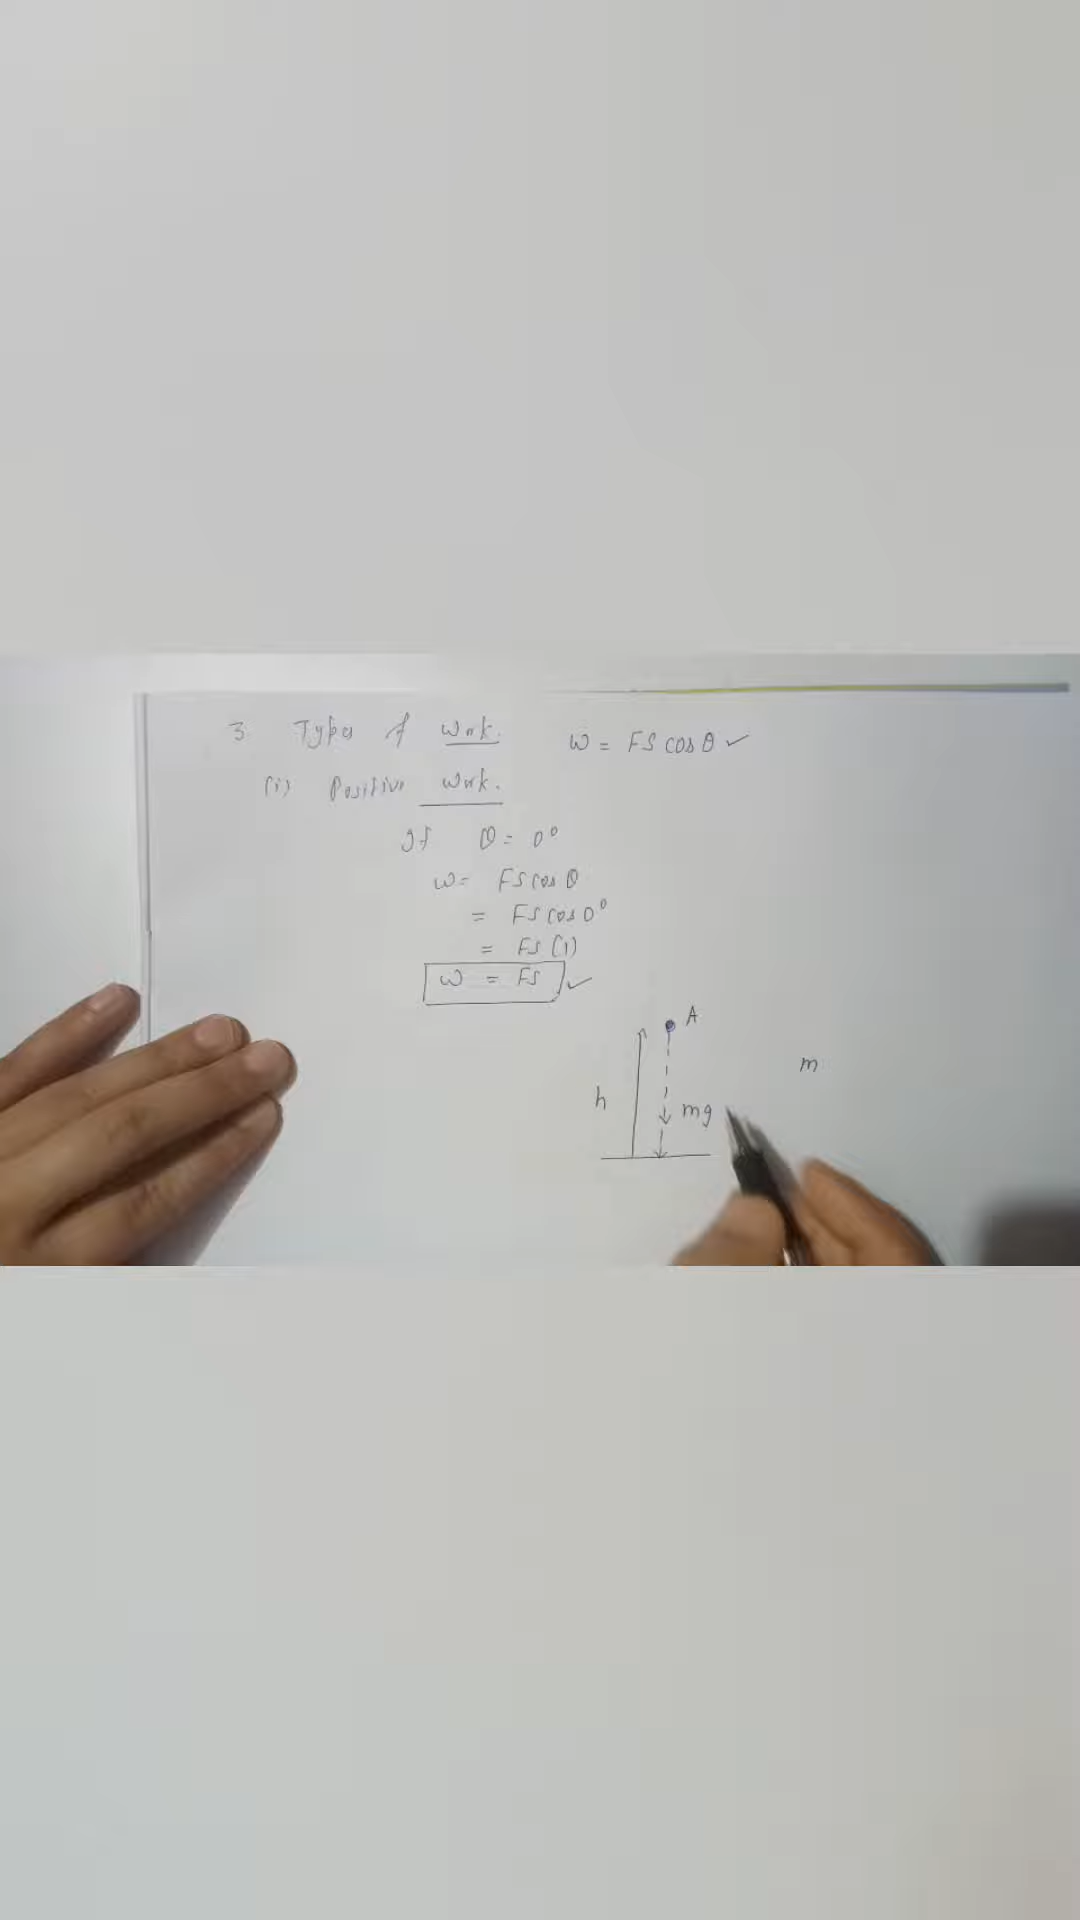 3. Types of Work. W = FS cos θ ✓
(i) Positive Work.
If θ = 0°
W = FS cos θ
= FS cos 0°
= FS (1)
W = FS ✓
A
m
h
mg